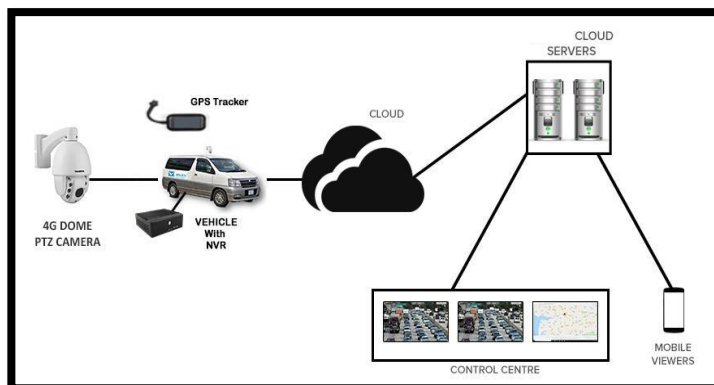 CLOUD
SERVERS
GPS Tracker
CLOUD
4G DOME
PTZ CAMERA
VEHICLE
With
NVR
CONTROL CENTRE
MOBILE
VIEWERS